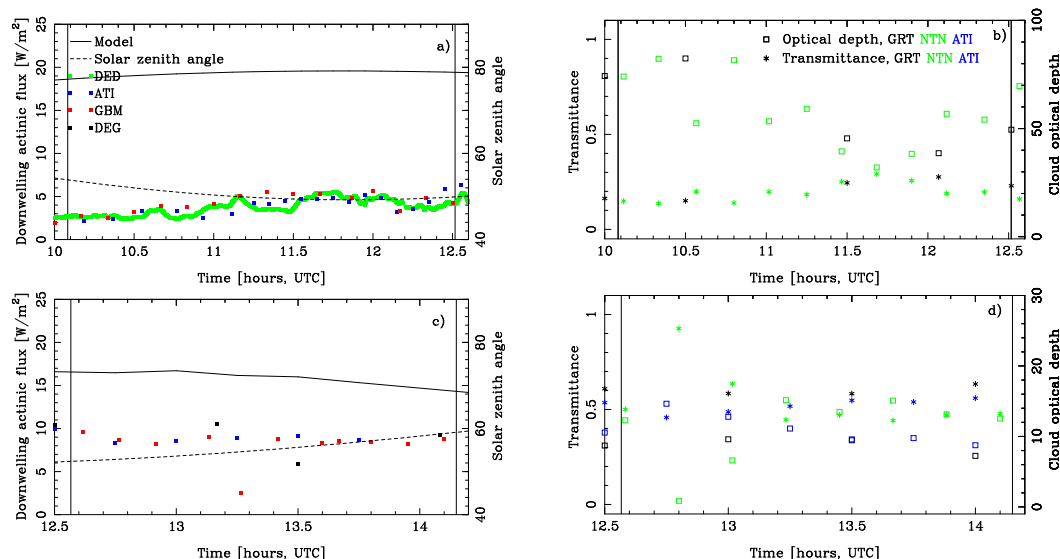 Downwelling actinic flux [W/m²]
25
20
15
10
5
0
Model
Solar zenith angle
DED
ATI
GBM
DEG
a)
80
60
40
Solar zenith angle
10
10.5
11
11.5
12
12.5
Time [hours, UTC]
Transmittance
1
0.5
0
b)
Optical depth, GRT NTN ATI
Transmittance, GRT NTN ATI
100
50
0
Cloud optical depth
10
10.5
11
11.5
12
12.5
Time [hours, UTC]
Downwelling actinic flux [W/m²]
25
20
15
10
5
0
c)
80
60
40
Solar zenith angle
12.5
13
13.5
14
Time [hours, UTC]
Transmittance
1
0.5
0
d)
30
20
10
0
Cloud optical depth
12.5
13
13.5
14
Time [hours, UTC]